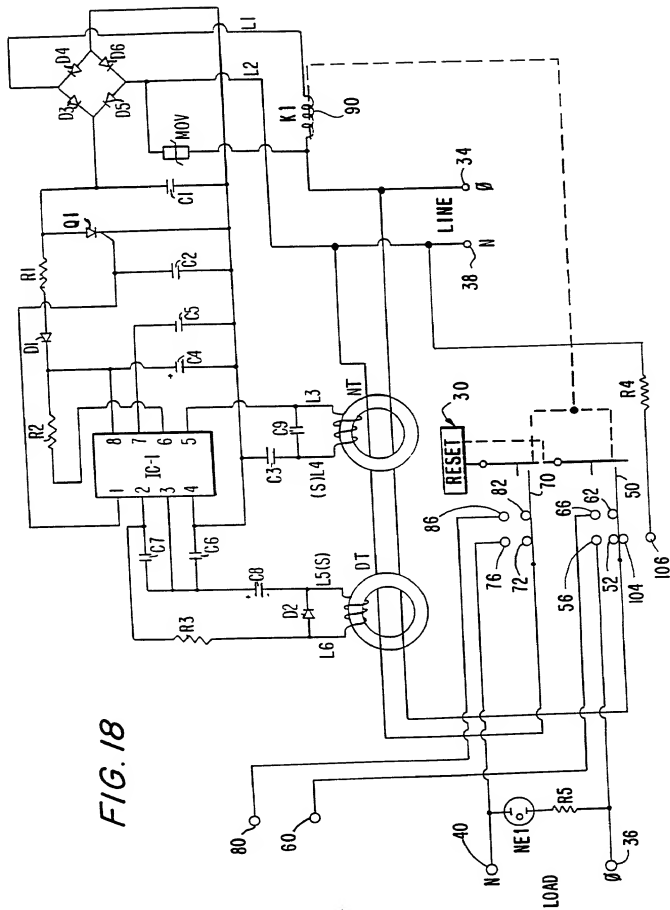 FIG. 18
D4
D6
D3
D5
L1
L2
MOV
K1
90
C1
Q1
R1
C2
D1
C5
C4
R2
8
7
6
5
IC-1
1
2
3
4
L3
NT
C9
C3
(S)L4
LINE
34
Ø
N
38
C7
C6
C8
L5(S)
DT
D2
R3
L6
30
RESET
R4
86
82
70
66
62
50
76
72
56
52
104
106
80
60
40
N
NE1
R5
LOAD
Ø
36